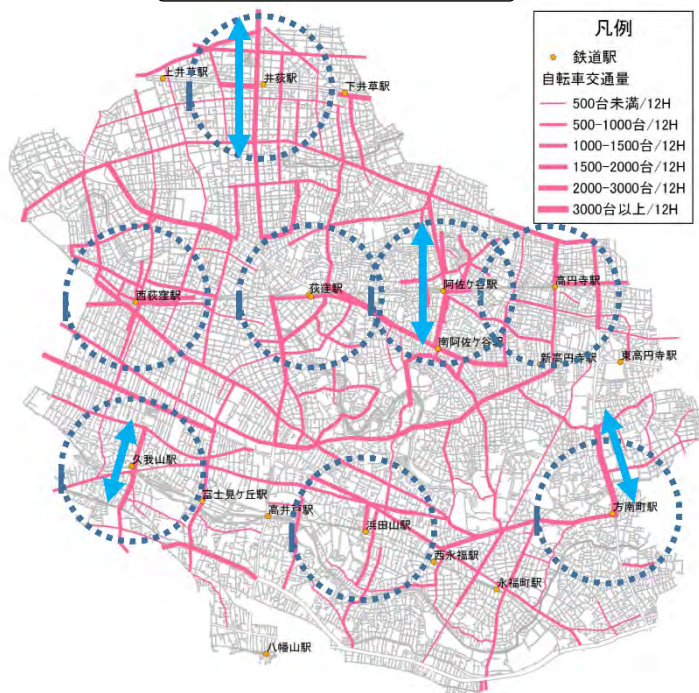 凡例
鉄道駅
自転車交通量
500台未満/12H
500-1000台/12H
1000-1500台/12H
1500-2000台/12H
2000-3000台/12H
3000台以上/12H
上井草駅
井荻駅
下井草駅
西荻窪駅
荻窪駅
阿佐ケ谷駅
高円寺駅
南阿佐ケ谷駅
新高円寺駅
東高円寺駅
久我山駅
富士見ケ丘駅
高井戸駅
浜田山駅
方南町駅
西永福駅
永福町駅
八幡山駅